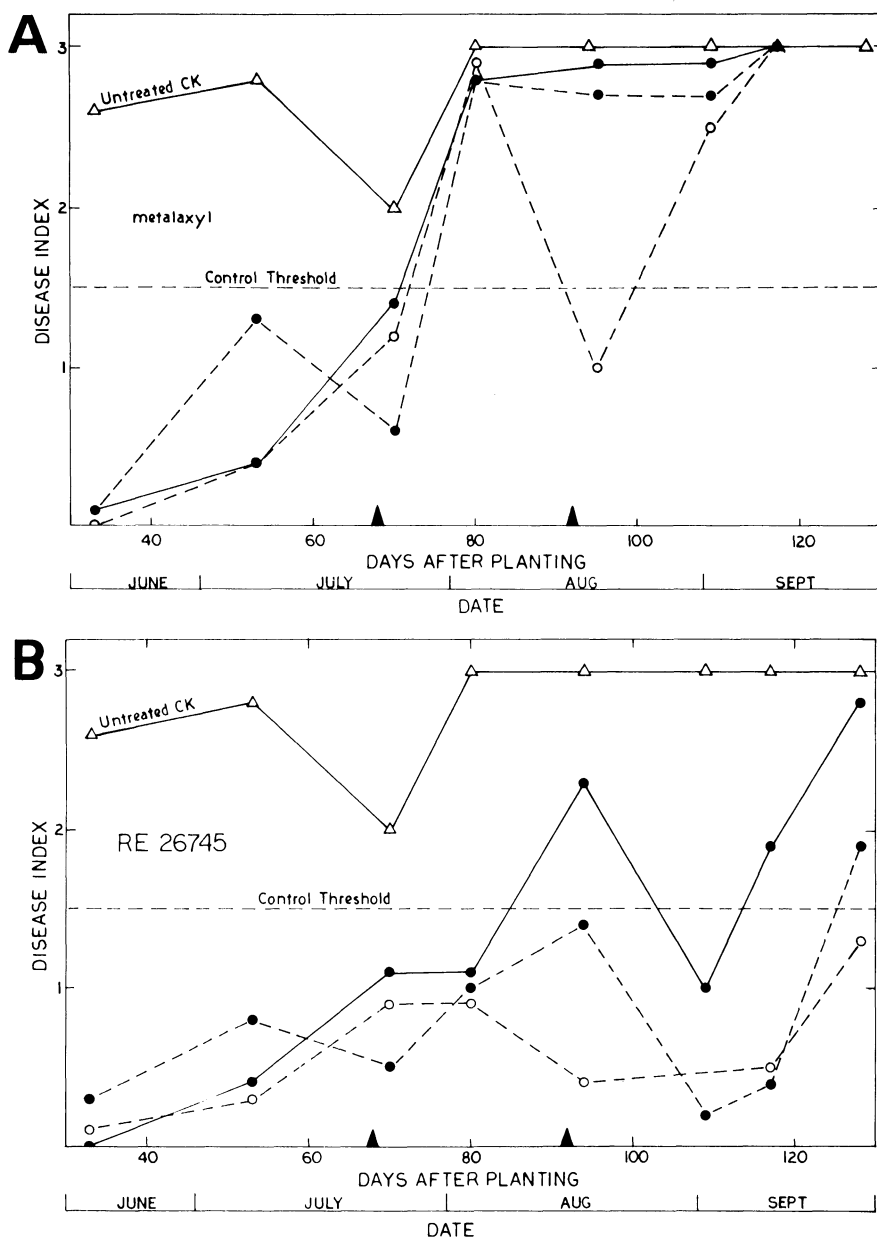 A
3
Untreated CK
2
metalaxyl
Control Threshold
1
DISEASE INDEX
40 60 80 100 120
DAYS AFTER PLANTING
JUNE JULY AUG SEPT
DATE
B
3
Untreated CK
2
RE 26745
Control Threshold
1
DISEASE INDEX
40 60 80 100 120
DAYS AFTER PLANTING
JUNE JULY AUG SEPT
DATE